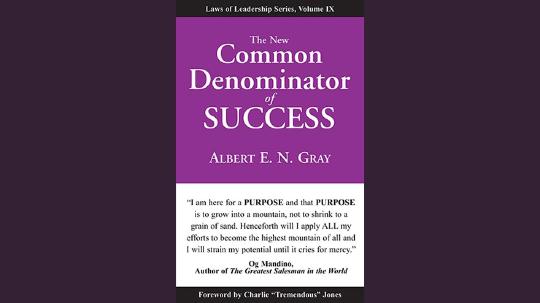 Laws of Leadership Series, Volume IX
The New
Common
Denominator
of
SUCCESS
ALBERT E. N. GRAY
“I am here for a PURPOSE and that PURPOSE
is to grow into a mountain, not to shrink to a
grain of sand. Henceforth will I apply ALL my
efforts to become the highest mountain of all and
I will strain my potential until it cries for mercy.”
Og Mandino,
Author of The Greatest Salesman in the World
Foreword by Charlie “Tremendous” Jones